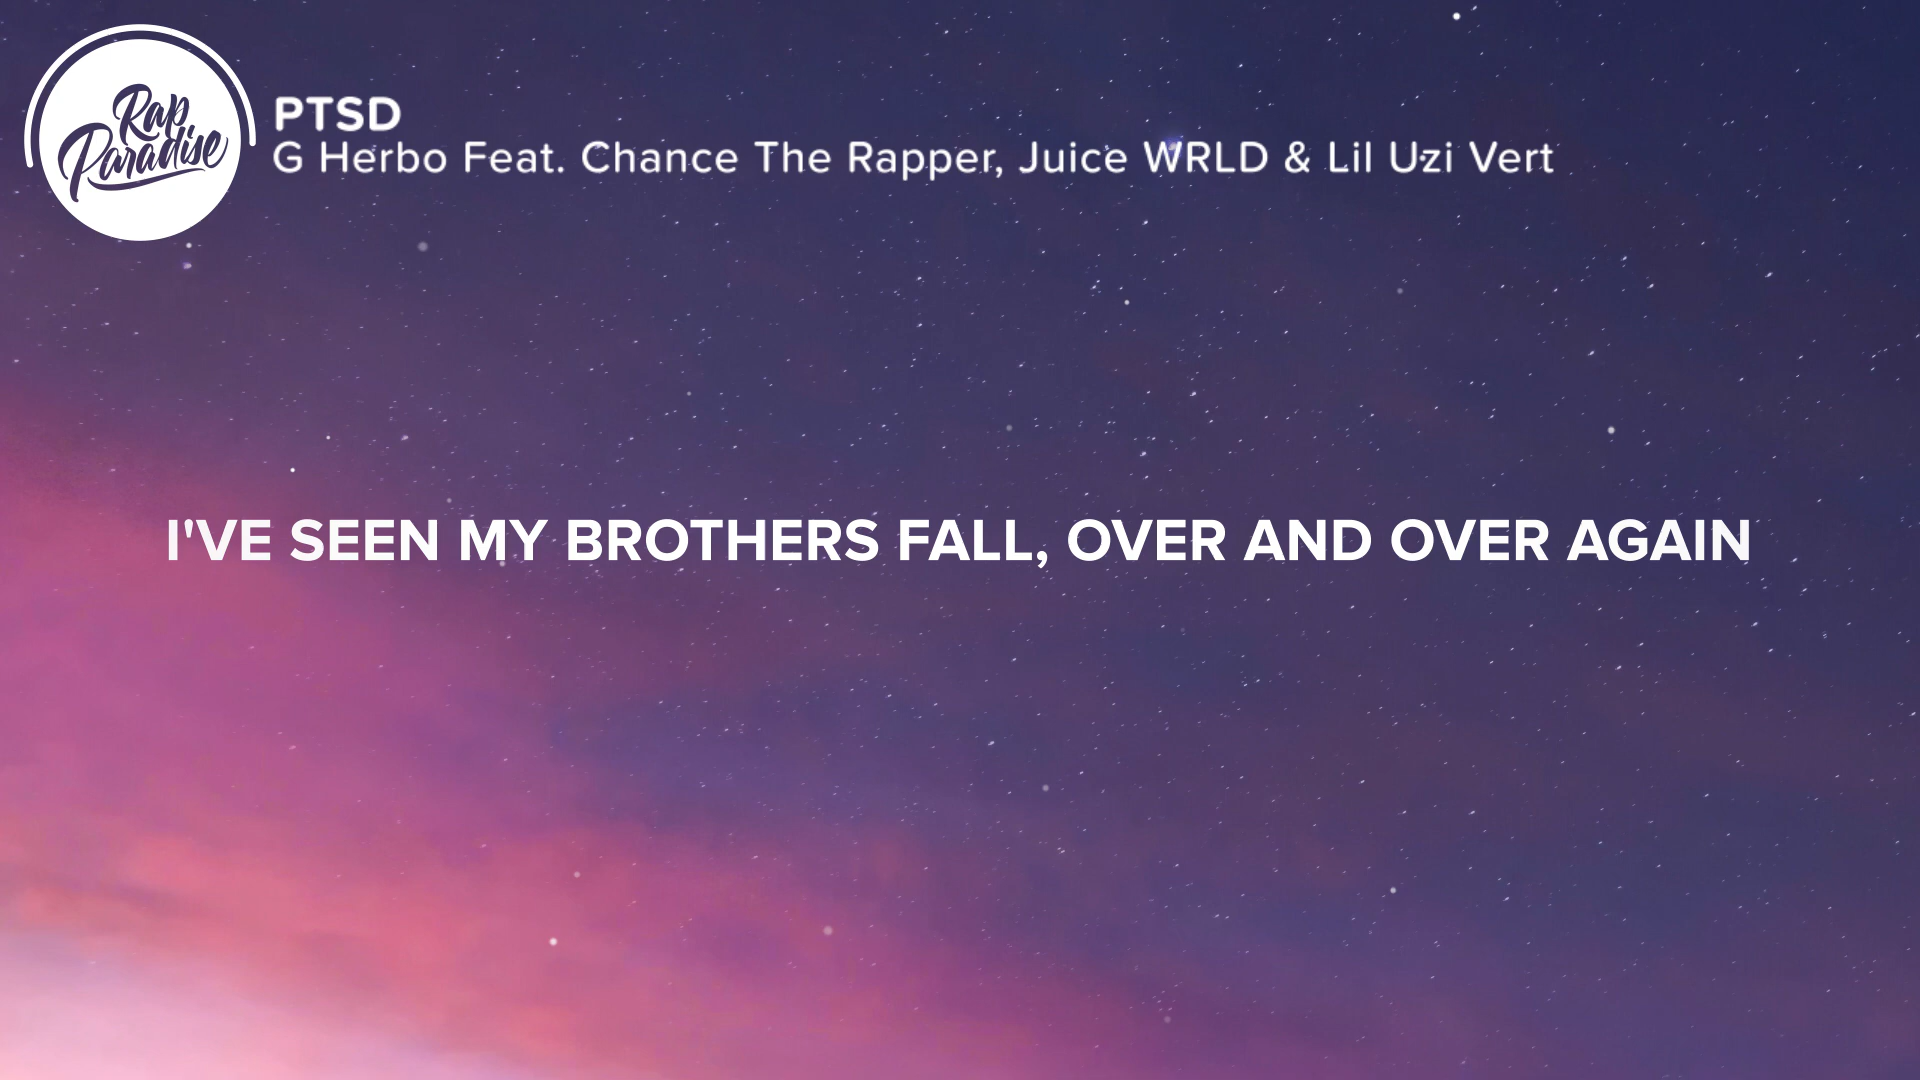 Rap
Paradise
PTSD
G Herbo Feat. Chance The Rapper, Juice WRLD & Lil Uzi Vert
I'VE SEEN MY BROTHERS FALL, OVER AND OVER AGAIN